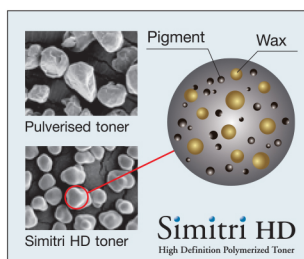 Pigment
Wax
Pulverised toner
Simitri HD toner
Simitri HD
High Definition Polymerized Toner